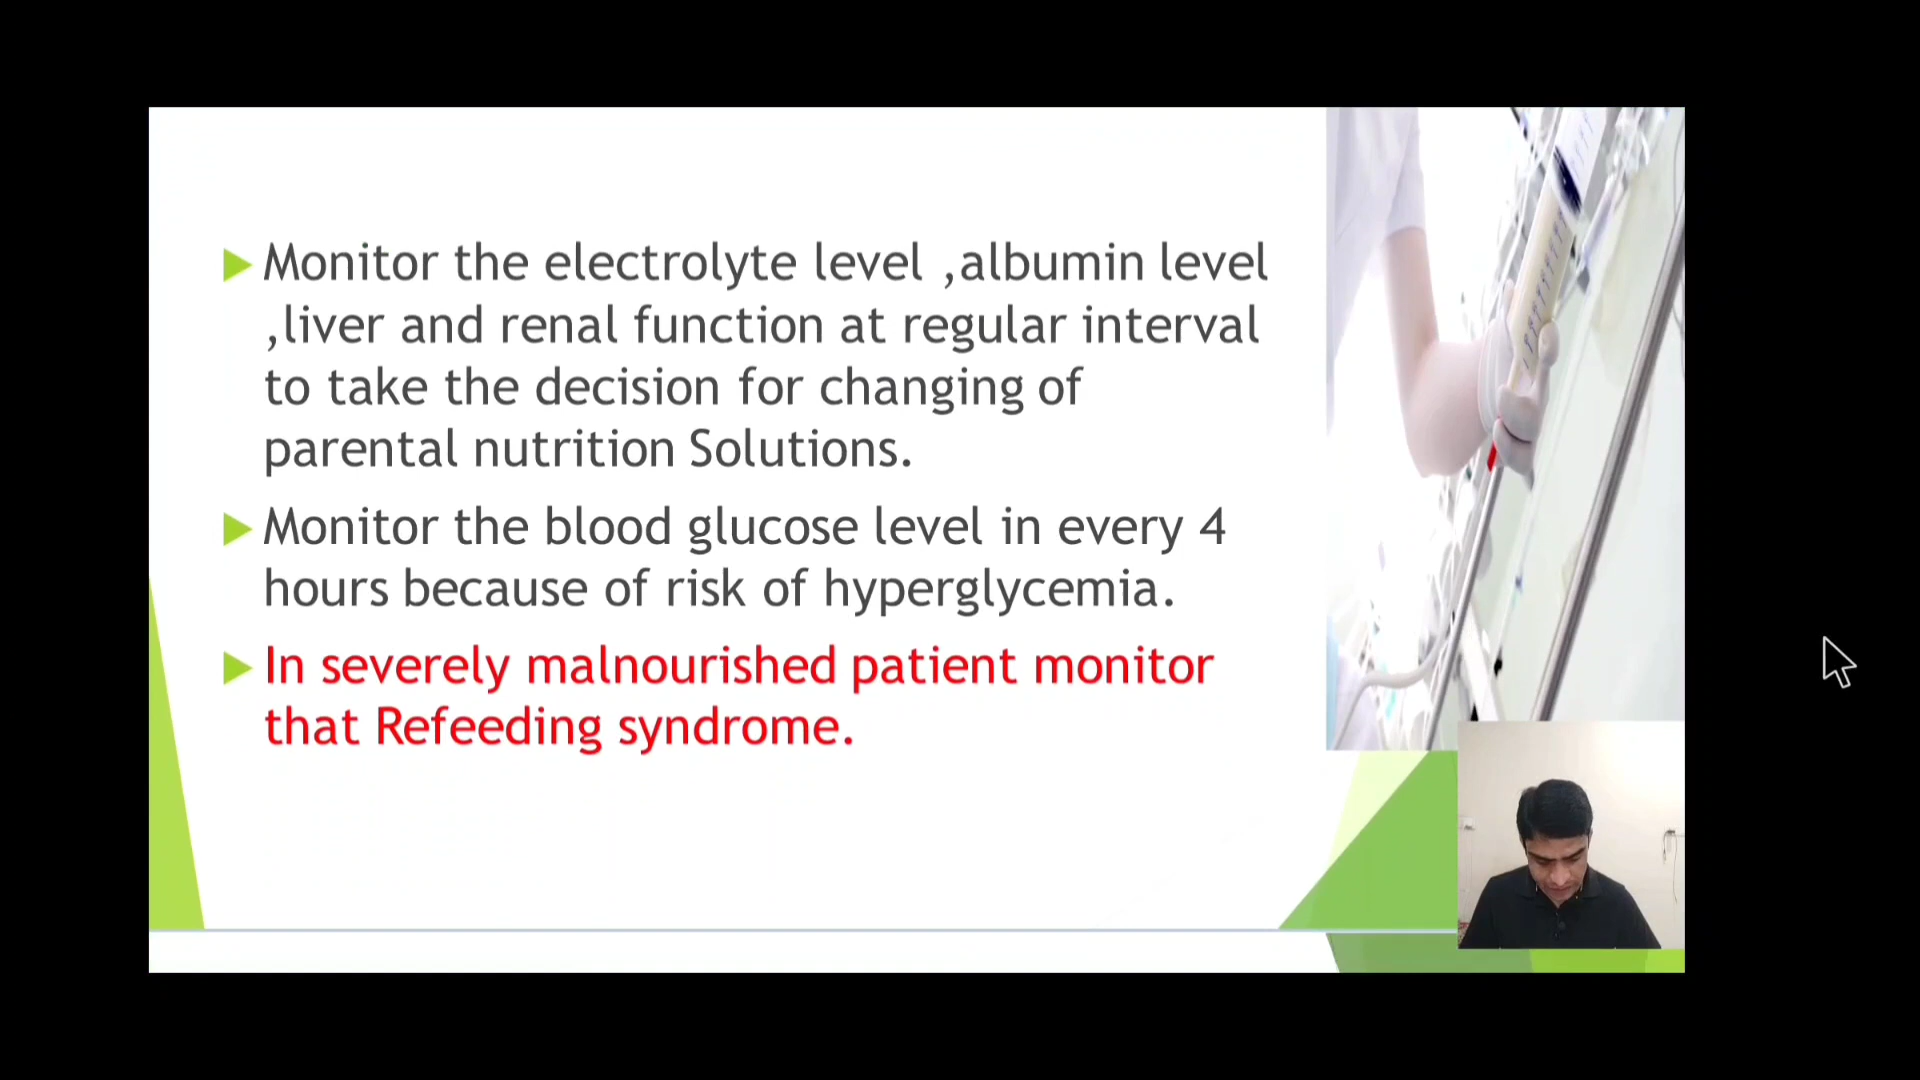 Monitor the electrolyte level ,albumin level
,liver and renal function at regular interval
to take the decision for changing of
parental nutrition Solutions.
Monitor the blood glucose level in every 4
hours because of risk of hyperglycemia.
In severely malnourished patient monitor
that Refeeding syndrome.